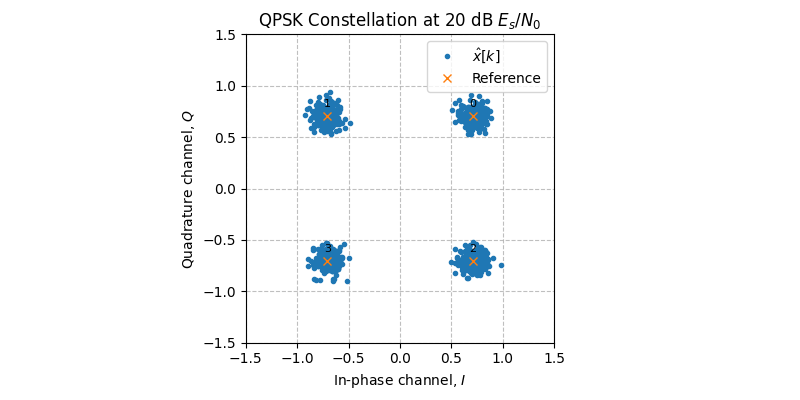 QPSK Constellation at 20 dB $E_s/N_0$
1.5
1.0
0.5
0.0
−0.5
−1.0
−1.5
Quadrature channel, Q
x̂[k]
Reference
1
0
3
2
−1.5 −1.0 −0.5 0.0 0.5 1.0 1.5
In-phase channel, I